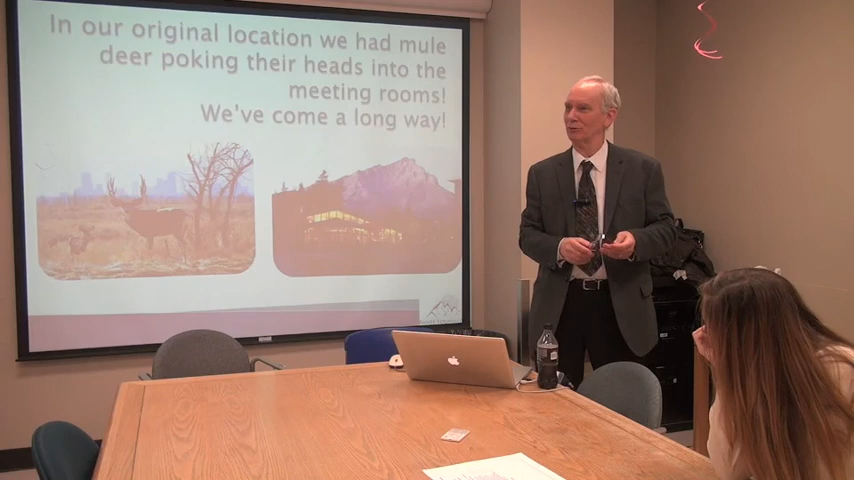 In our original location we had mule
deer poking their heads into the
meeting rooms!
We've come a long way!